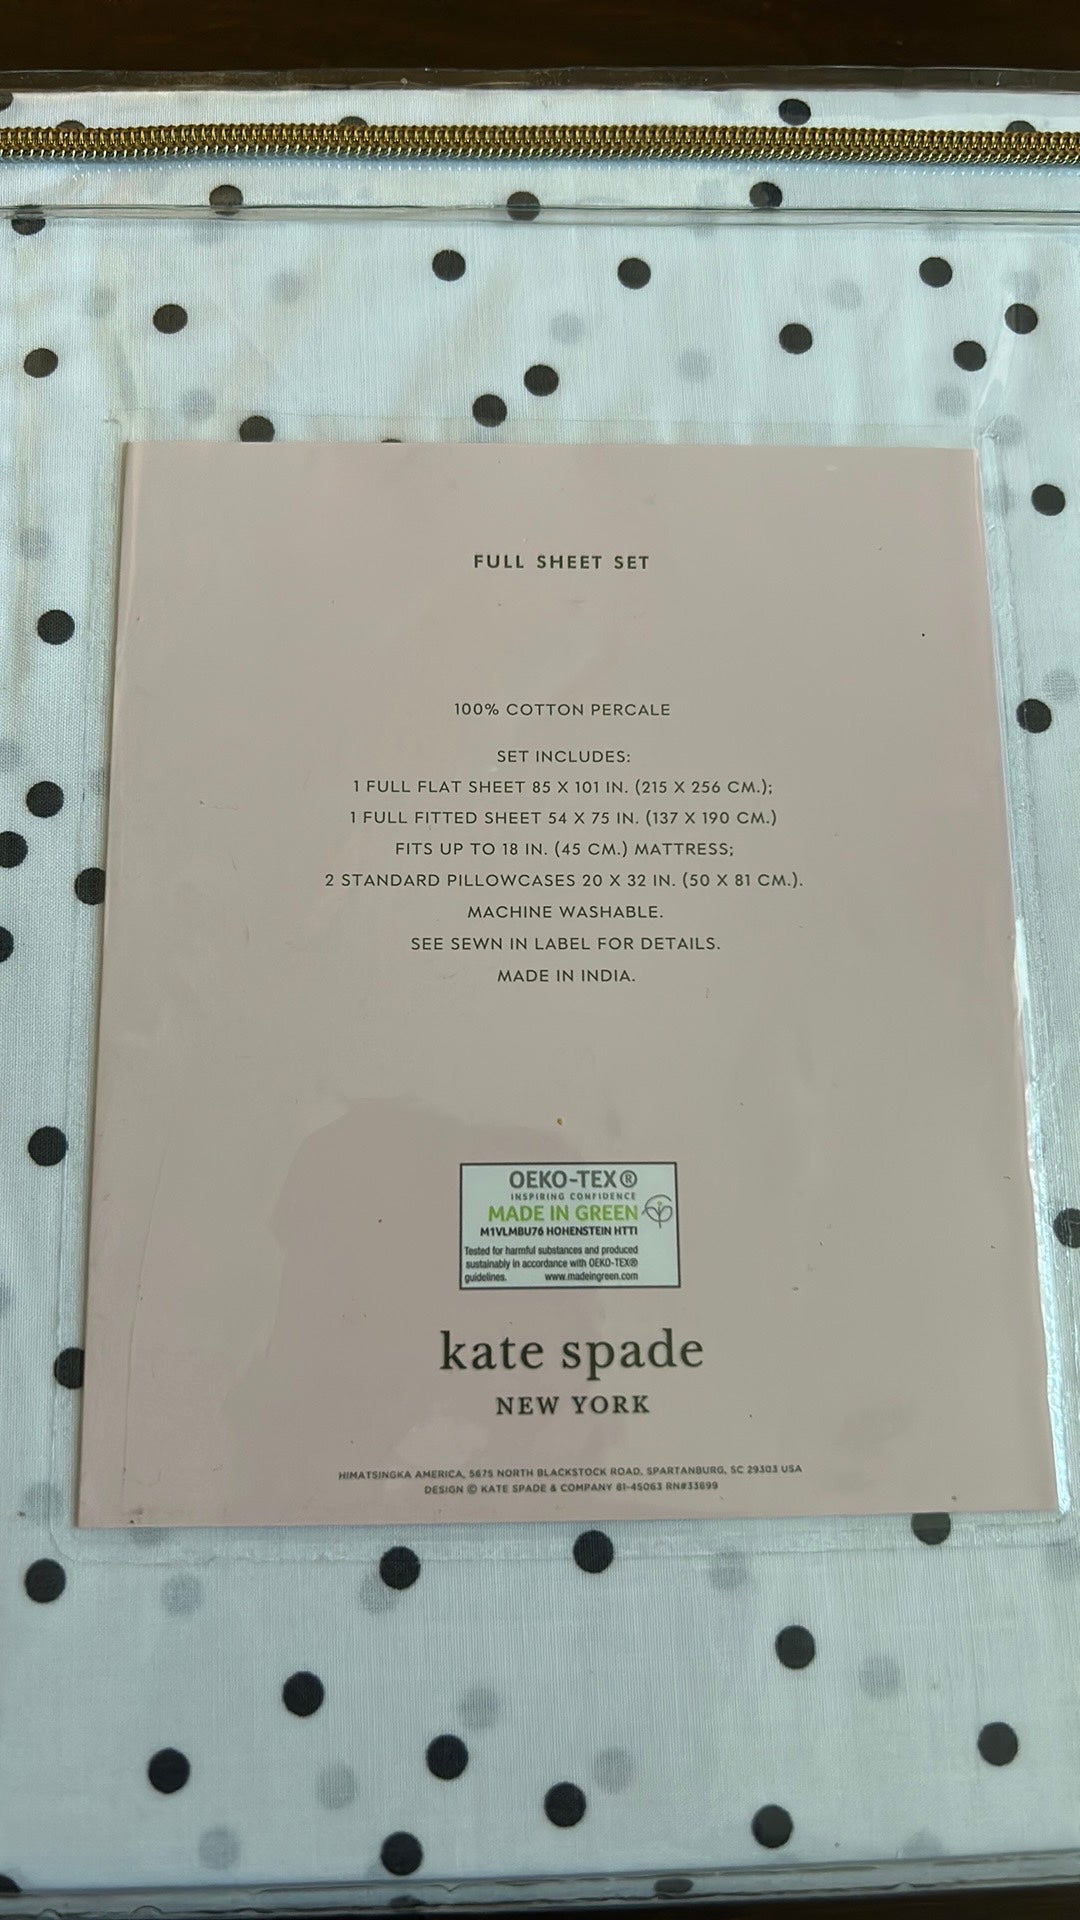 FULL SHEET SET
100% COTTON PERCALE
SET INCLUDES:
1 FULL FLAT SHEET 85 X 101 IN. (215 X 256 CM.);
1 FULL FITTED SHEET 54 X 75 IN. (137 X 190 CM.)
FITS UP TO 18 IN. (45 CM.) MATTRESS;
2 STANDARD PILLOWCASES 20 X 32 IN. (50 X 81 CM.).
MACHINE WASHABLE.
SEE SEWN IN LABEL FOR DETAILS.
MADE IN INDIA.
OEKO-TEX®
INSPIRING CONFIDENCE
MADE IN GREEN
M1VLMBU76 HOHENSTEIN HTTI
Tested for harmful substances and produced
sustainably in accordance with OEKO-TEX®
guidelines. www.madeingreen.com
kate spade
NEW YORK
HIMATSINGKA AMERICA, 5675 NORTH BLACKSTOCK ROAD, SPARTANBURG, SC 29303 USA
DESIGN © KATE SPADE & COMPANY 81-45063 RN#33699